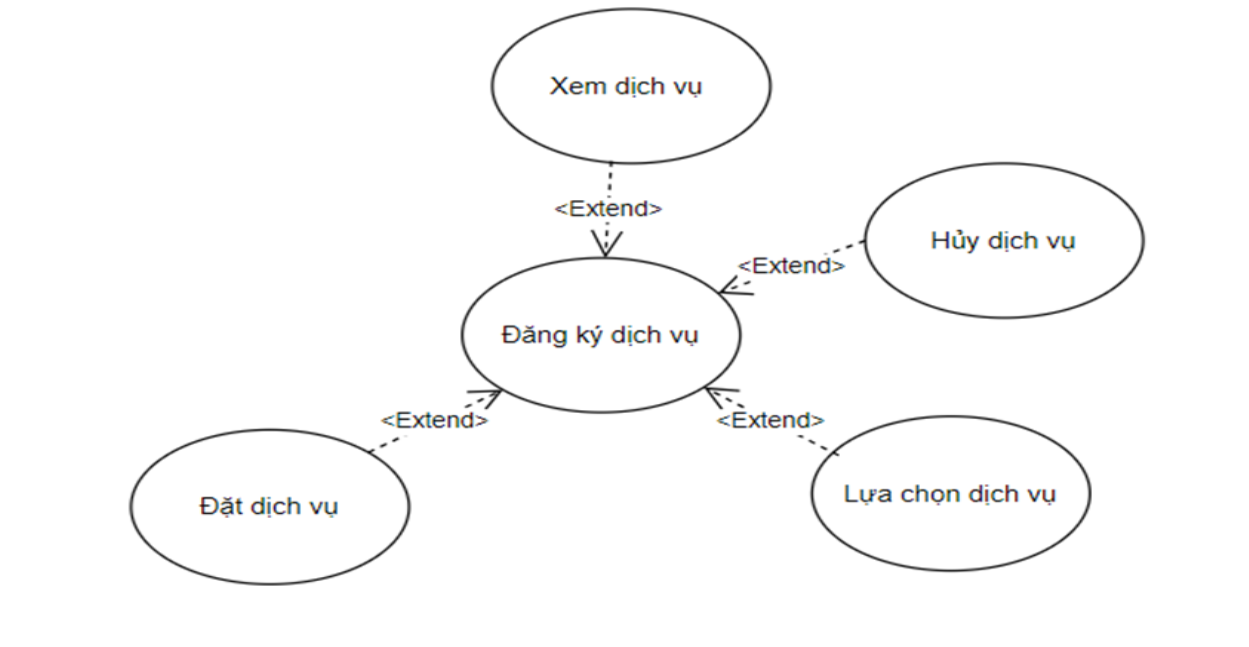 Xem dịch vụ
<Extend>
Hủy dịch vụ
<Extend>
Đăng ký dịch vụ
<Extend>
<Extend>
Lựa chọn dịch vụ
Đặt dịch vụ